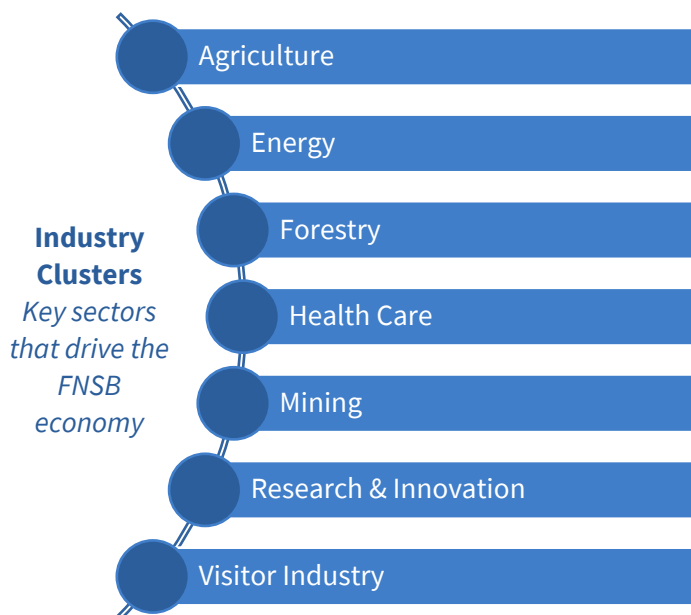 Industry
Clusters
Key sectors
that drive the
FNSB
economy
Agriculture
Energy
Forestry
Health Care
Mining
Research & Innovation
Visitor Industry